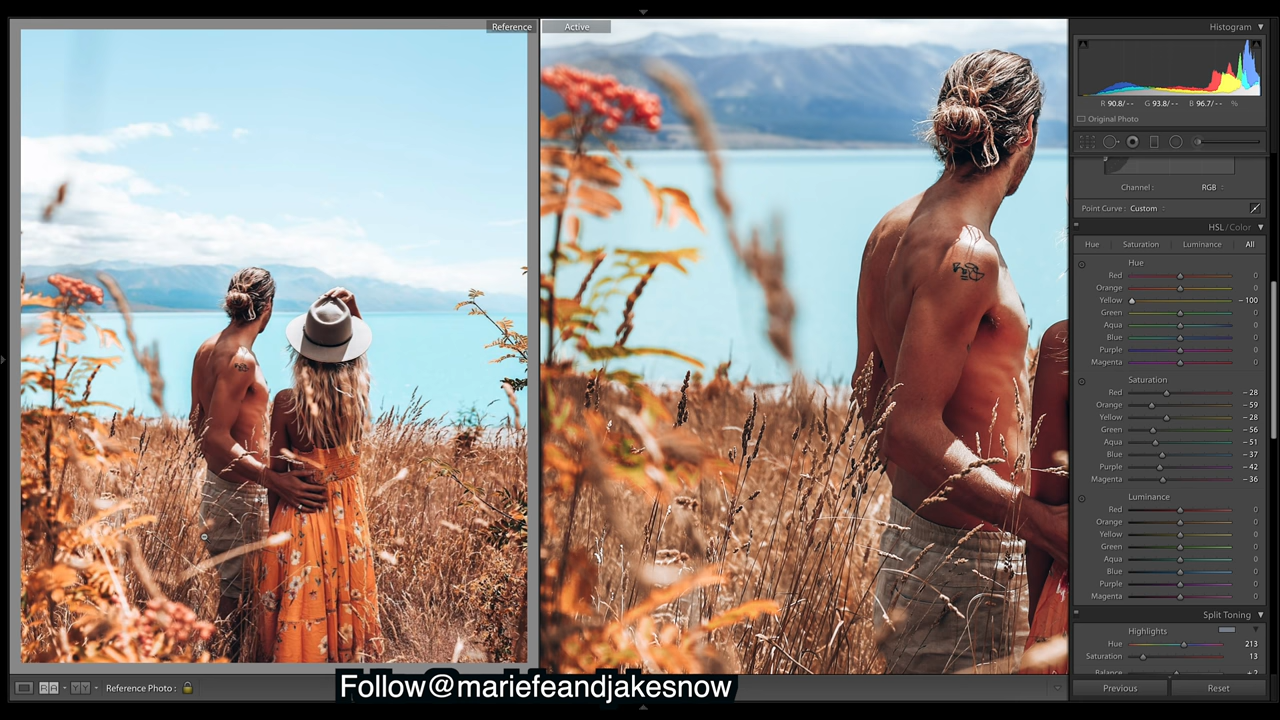 Reference
Active
Histogram
R 90.8/-- G 93.8/-- B 96.7/-- %
Original Photo
Channel: RGB
Point Curve: Custom
HSL / Color
Hue Saturation Luminance All
Hue
Red 0
Orange 0
Yellow – 100
Green 0
Aqua 0
Blue 0
Purple 0
Magenta 0
Saturation
Red – 28
Orange – 59
Yellow – 28
Green – 56
Aqua – 51
Blue – 37
Purple – 42
Magenta – 36
Luminance
Red 0
Orange 0
Yellow 0
Green 0
Aqua 0
Blue 0
Purple 0
Magenta 0
Split Toning
Highlights
Hue 213
Saturation 13
Balance + 2
Previous Reset
RA YY Reference Photo :
Follow@mariefeandjakesnow